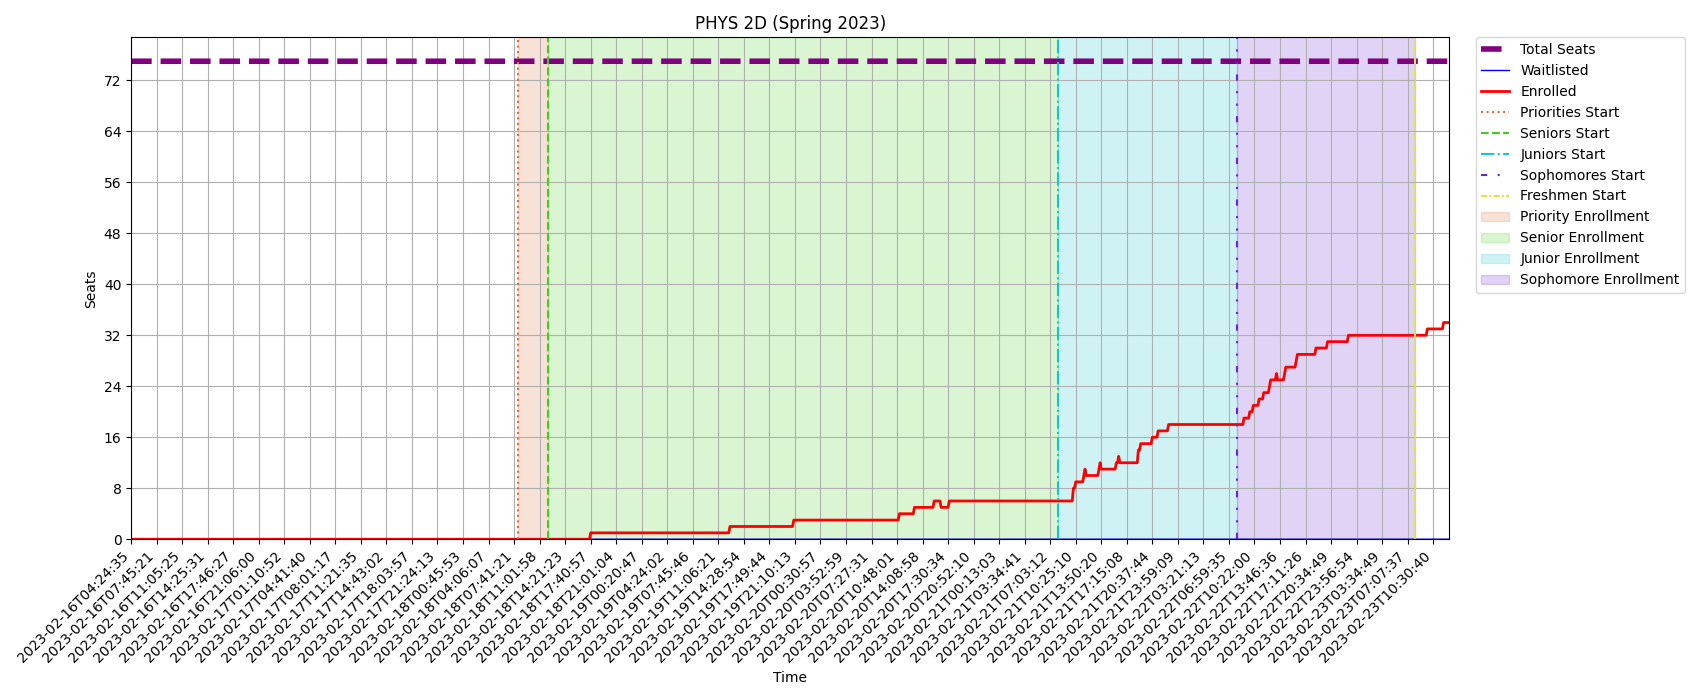 PHYS 2D (Spring 2023)
Total Seats
Waitlisted
Enrolled
Priorities Start
Seniors Start
Juniors Start
Sophomores Start
Freshmen Start
Priority Enrollment
Senior Enrollment
Junior Enrollment
Sophomore Enrollment
Seats
72
64
56
48
40
32
24
16
8
0
2023-02-16T04:24:35
2023-02-16T07:45:21
2023-02-16T11:05:25
2023-02-16T14:25:31
2023-02-16T17:46:27
2023-02-16T21:06:00
2023-02-17T01:10:52
2023-02-17T04:41:40
2023-02-17T08:01:17
2023-02-17T11:21:35
2023-02-17T14:43:02
2023-02-17T18:03:57
2023-02-17T21:24:13
2023-02-18T00:45:53
2023-02-18T04:06:07
2023-02-18T07:41:21
2023-02-18T11:01:58
2023-02-18T14:21:23
2023-02-18T17:40:57
2023-02-18T21:01:04
2023-02-19T00:20:47
2023-02-19T04:24:02
2023-02-19T07:45:46
2023-02-19T11:06:21
2023-02-19T14:28:54
2023-02-19T17:49:44
2023-02-19T21:10:13
2023-02-20T00:30:57
2023-02-20T03:52:59
2023-02-20T07:27:31
2023-02-20T10:48:01
2023-02-20T14:08:58
2023-02-20T17:30:34
2023-02-20T20:52:10
2023-02-21T00:13:03
2023-02-21T03:34:41
2023-02-21T07:03:12
2023-02-21T10:25:10
2023-02-21T13:50:20
2023-02-21T17:15:08
2023-02-21T20:37:44
2023-02-21T23:59:09
2023-02-22T03:21:13
2023-02-22T06:59:35
2023-02-22T10:22:00
2023-02-22T13:46:36
2023-02-22T17:11:26
2023-02-22T20:34:49
2023-02-22T23:56:54
2023-02-23T03:34:49
2023-02-23T07:07:37
2023-02-23T10:30:40
Time